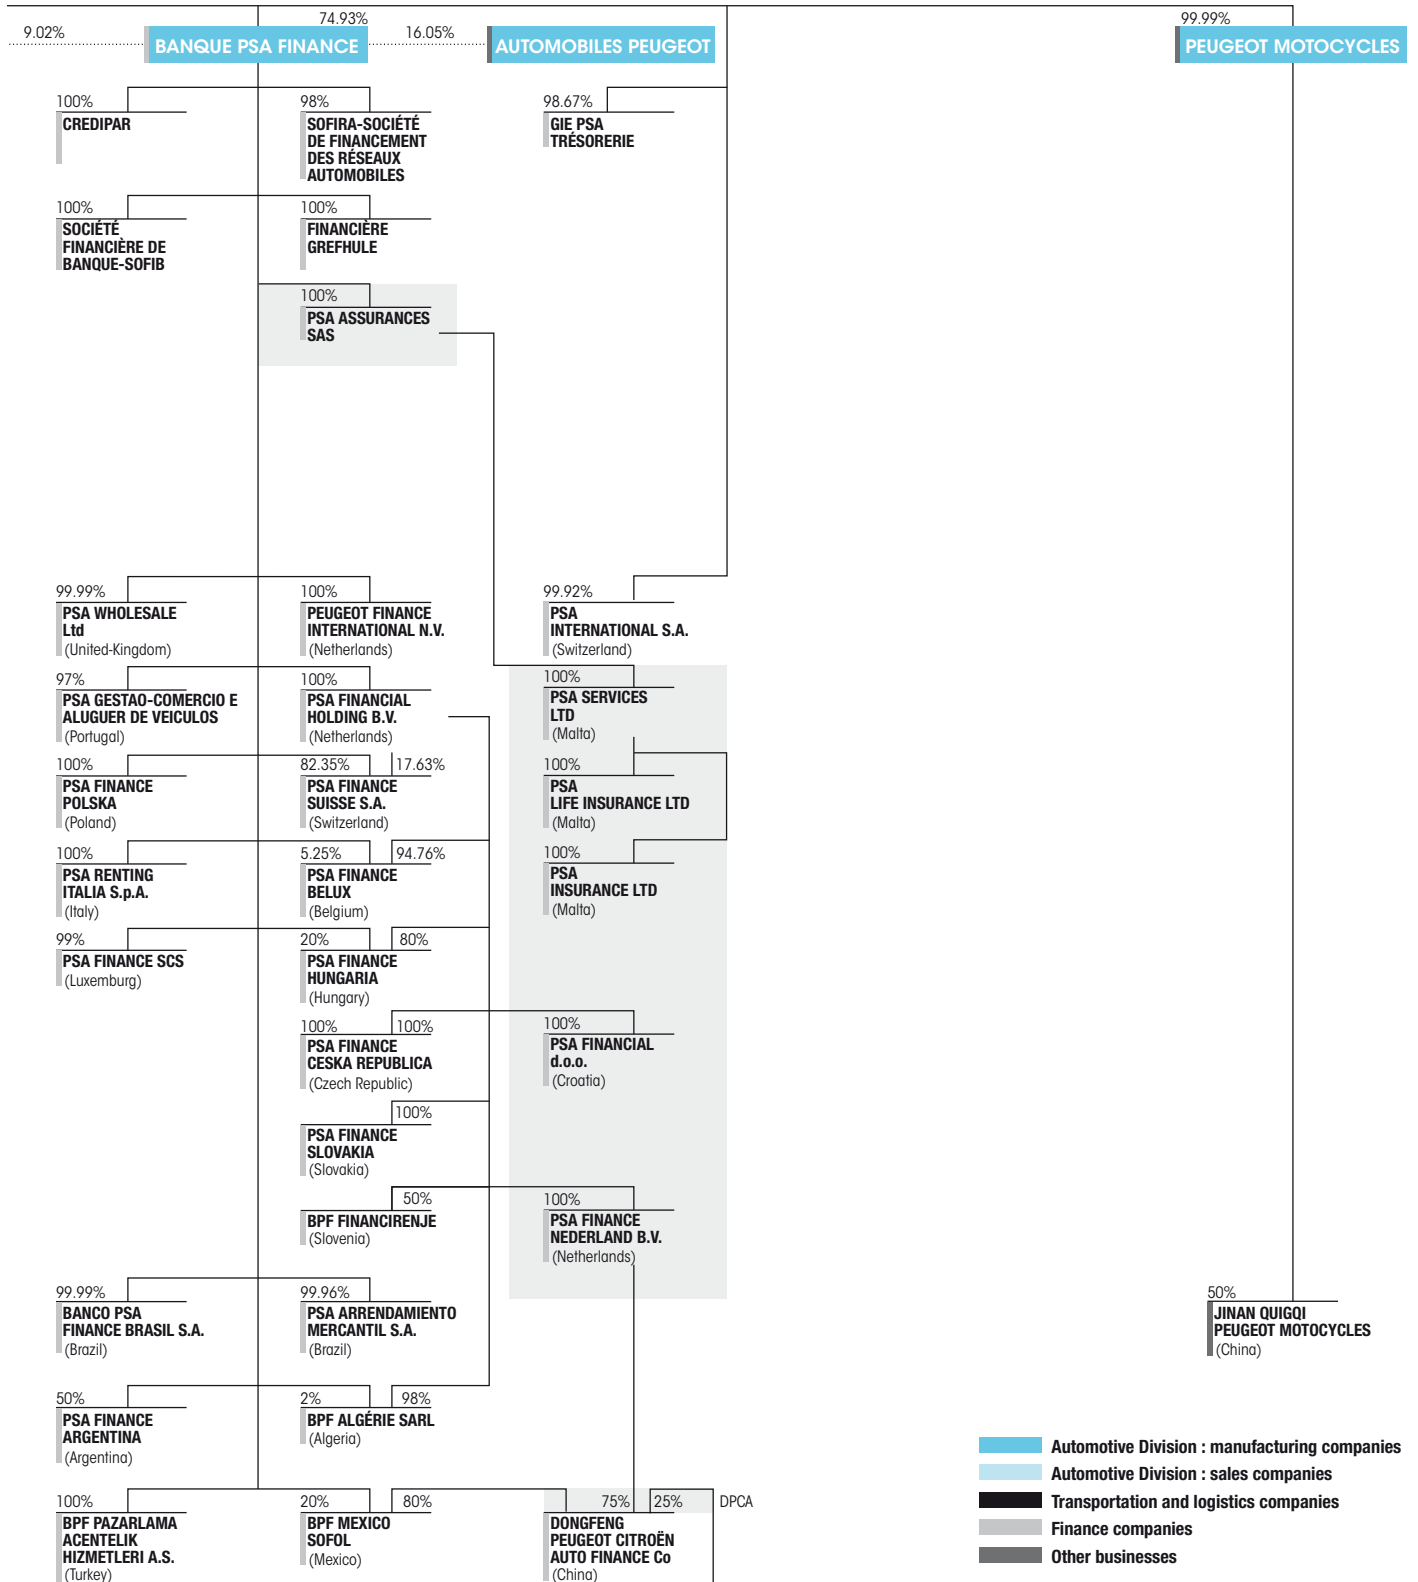 74.93%
99.99%
9.02%
BANQUE PSA FINANCE
16.05%
AUTOMOBILES PEUGEOT
PEUGEOT MOTOCYCLES
100%
CREDIPAR
98%
SOFIRA-SOCIÉTÉ
DE FINANCEMENT
DES RÉSEAUX
AUTOMOBILES
98.67%
GIE PSA
TRÉSORERIE
100%
SOCIÉTÉ
FINANCIÈRE DE
BANQUE-SOFIB
100%
FINANCIÈRE
GREFHULE
100%
PSA ASSURANCES
SAS
99.99%
PSA WHOLESALE
Ltd
(United-Kingdom)
100%
PEUGEOT FINANCE
INTERNATIONAL N.V.
(Netherlands)
99.92%
PSA
INTERNATIONAL S.A.
(Switzerland)
97%
PSA GESTAO-COMERCIO E
ALUGUER DE VEICULOS
(Portugal)
100%
PSA FINANCIAL
HOLDING B.V.
(Netherlands)
100%
PSA SERVICES
LTD
(Malta)
100%
PSA FINANCE
POLSKA
(Poland)
82.35%
17.63%
PSA FINANCE
SUISSE S.A.
(Switzerland)
100%
PSA
LIFE INSURANCE LTD
(Malta)
100%
PSA RENTING
ITALIA S.p.A.
(Italy)
5.25%
94.76%
PSA FINANCE
BELUX
(Belgium)
100%
PSA
INSURANCE LTD
(Malta)
99%
PSA FINANCE SCS
(Luxemburg)
20%
80%
PSA FINANCE
HUNGARIA
(Hungary)
100%
100%
PSA FINANCE
CESKA REPUBLICA
(Czech Republic)
100%
PSA FINANCIAL
d.o.o.
(Croatia)
100%
PSA FINANCE
SLOVAKIA
(Slovakia)
50%
BPF FINANCIRENJE
(Slovenia)
100%
PSA FINANCE
NEDERLAND B.V.
(Netherlands)
99.99%
BANCO PSA
FINANCE BRASIL S.A.
(Brazil)
99.96%
PSA ARRENDAMIENTO
MERCANTIL S.A.
(Brazil)
50%
JINAN QUIGQI
PEUGEOT MOTOCYCLES
(China)
50%
PSA FINANCE
ARGENTINA
(Argentina)
2%
98%
BPF ALGÉRIE SARL
(Algeria)
100%
BPF PAZARLAMA
ACENTELIK
HIZMETLERI A.S.
(Turkey)
20%
80%
BPF MEXICO
SOFOL
(Mexico)
75%
25%
DPCA
DONGFENG
PEUGEOT CITROËN
AUTO FINANCE Co
(China)
Automotive Division : manufacturing companies
Automotive Division : sales companies
Transportation and logistics companies
Finance companies
Other businesses